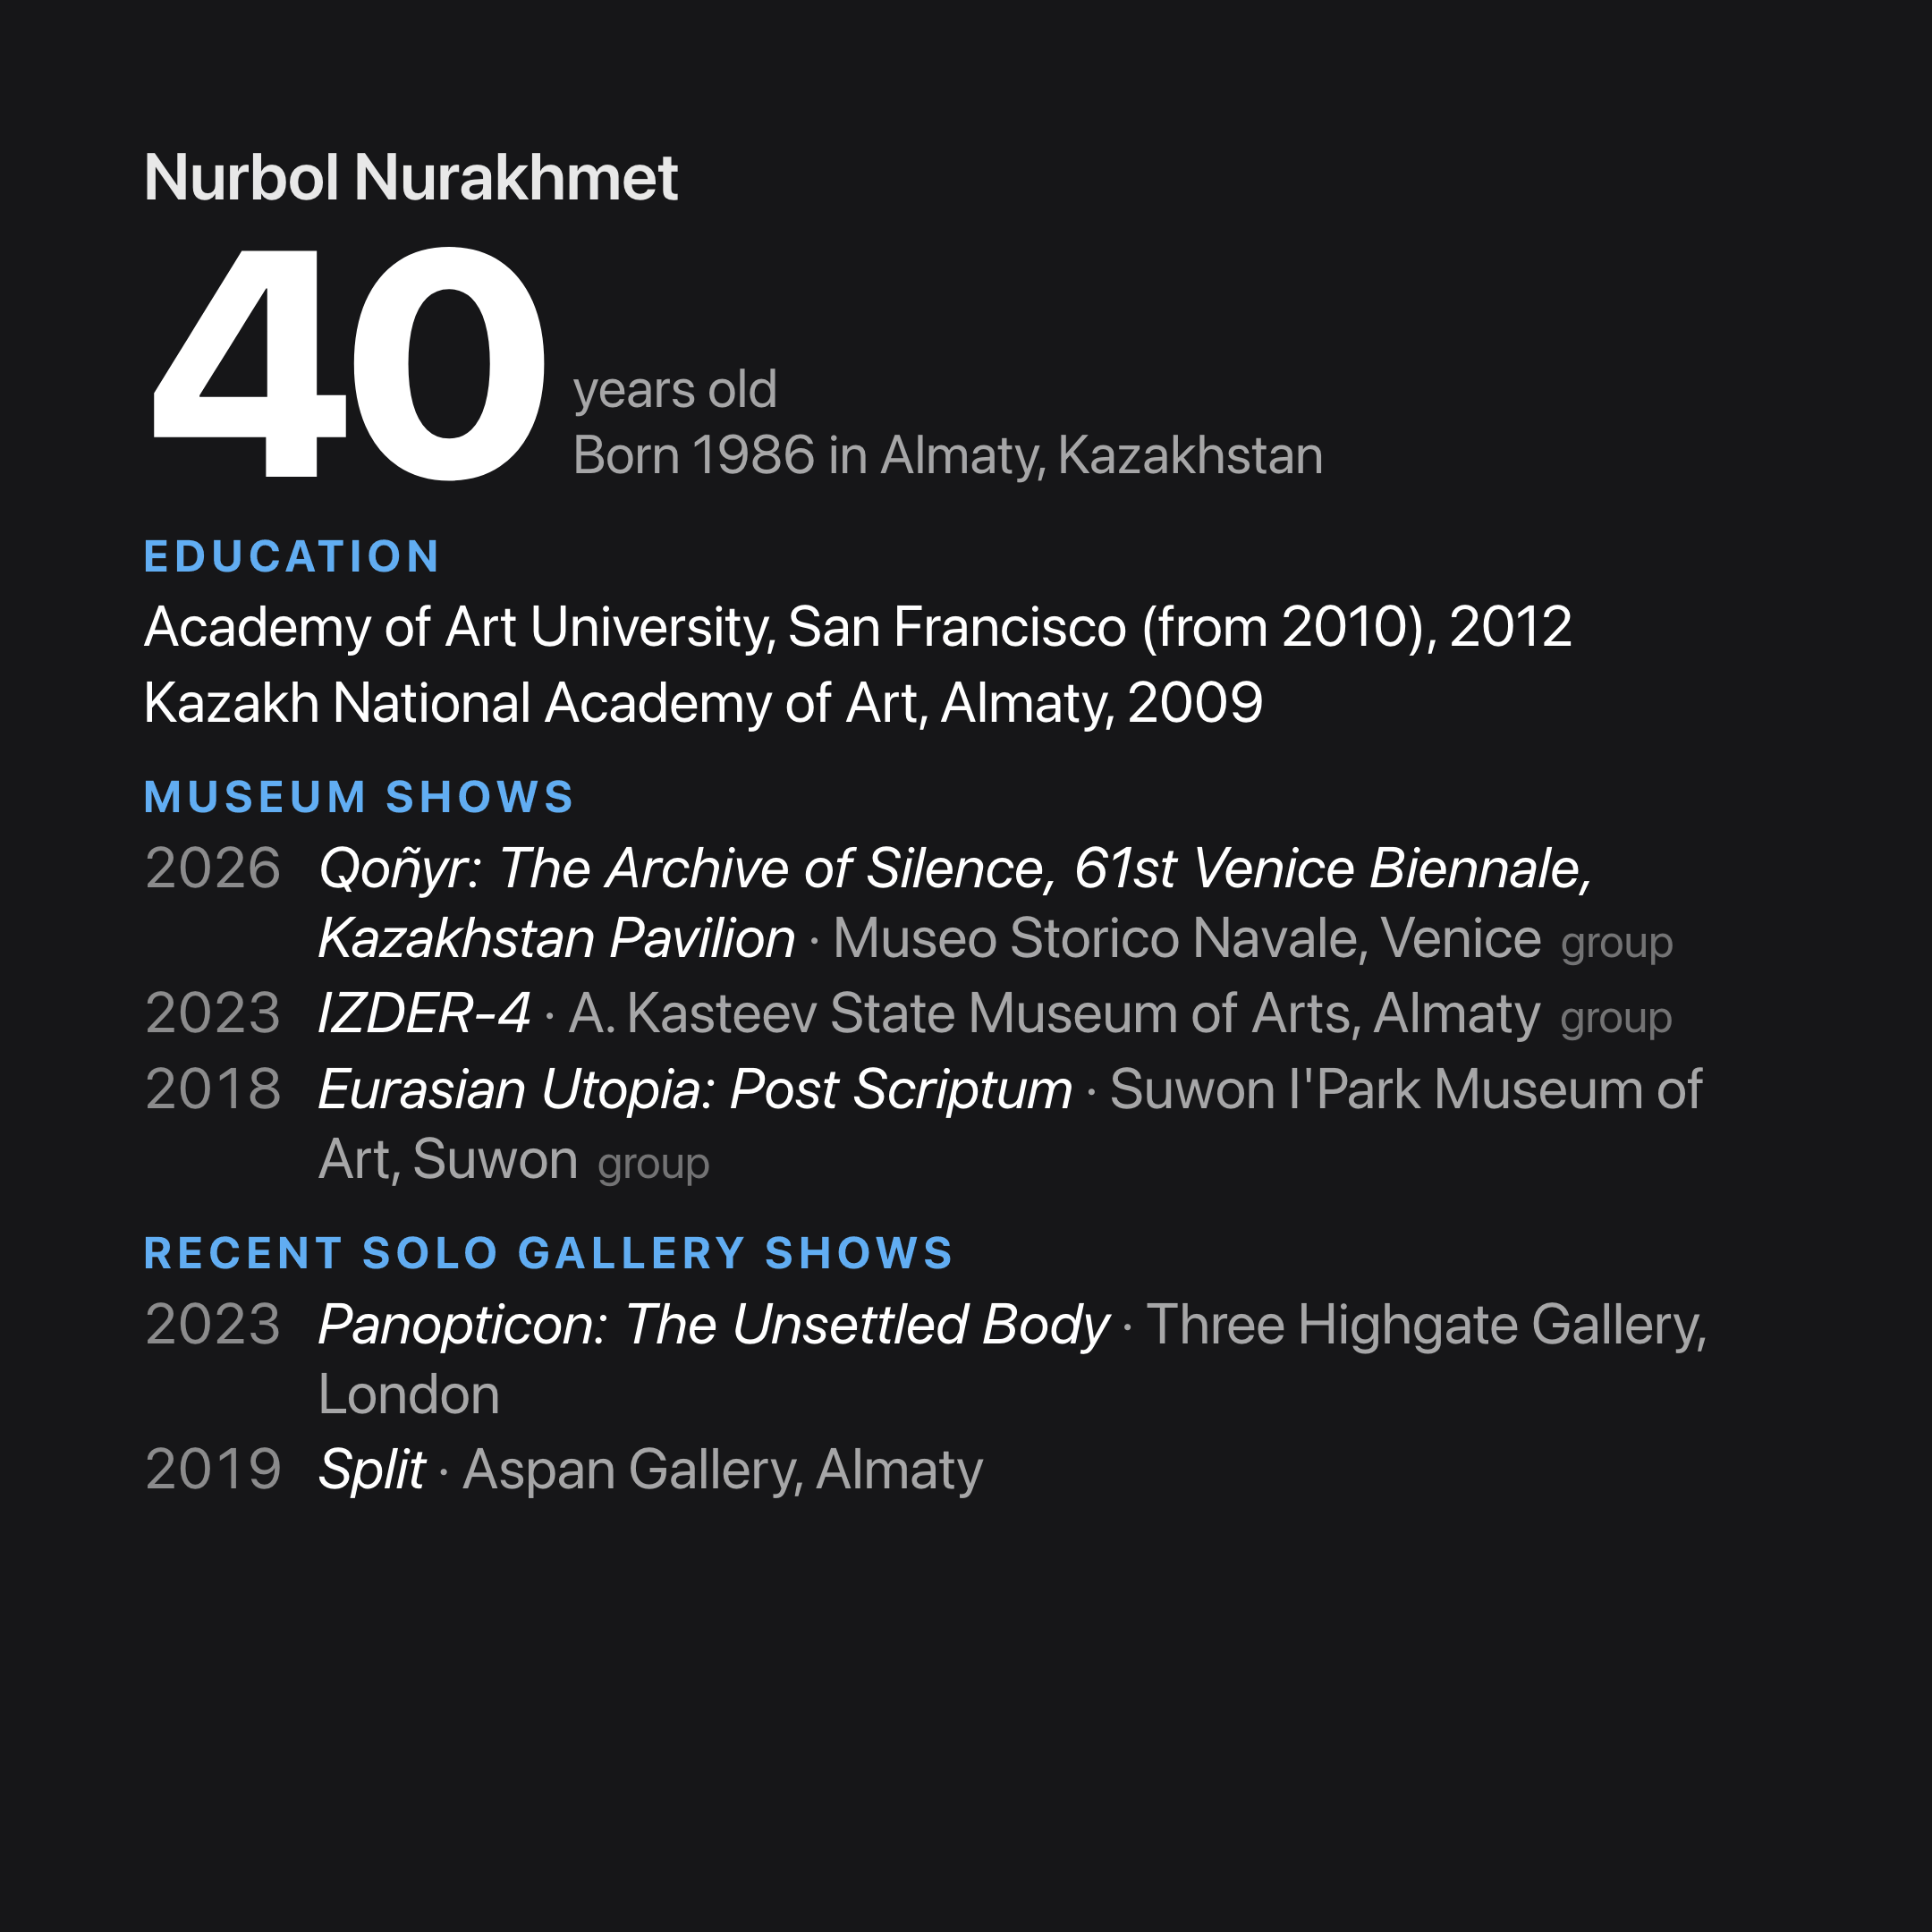 Nurbol Nurakhmet
40
years old
Born 1986 in Almaty, Kazakhstan
EDUCATION
Academy of Art University, San Francisco (from 2010), 2012
Kazakh National Academy of Art, Almaty, 2009
MUSEUM SHOWS
2026 Qoñyr: The Archive of Silence, 61st Venice Biennale,
Kazakhstan Pavilion · Museo Storico Navale, Venice group
2023 IZDER-4 · A. Kasteev State Museum of Arts, Almaty group
2018 Eurasian Utopia: Post Scriptum · Suwon I'Park Museum of
Art, Suwon group
RECENT SOLO GALLERY SHOWS
2023 Panopticon: The Unsettled Body · Three Highgate Gallery,
London
2019 Split · Aspan Gallery, Almaty